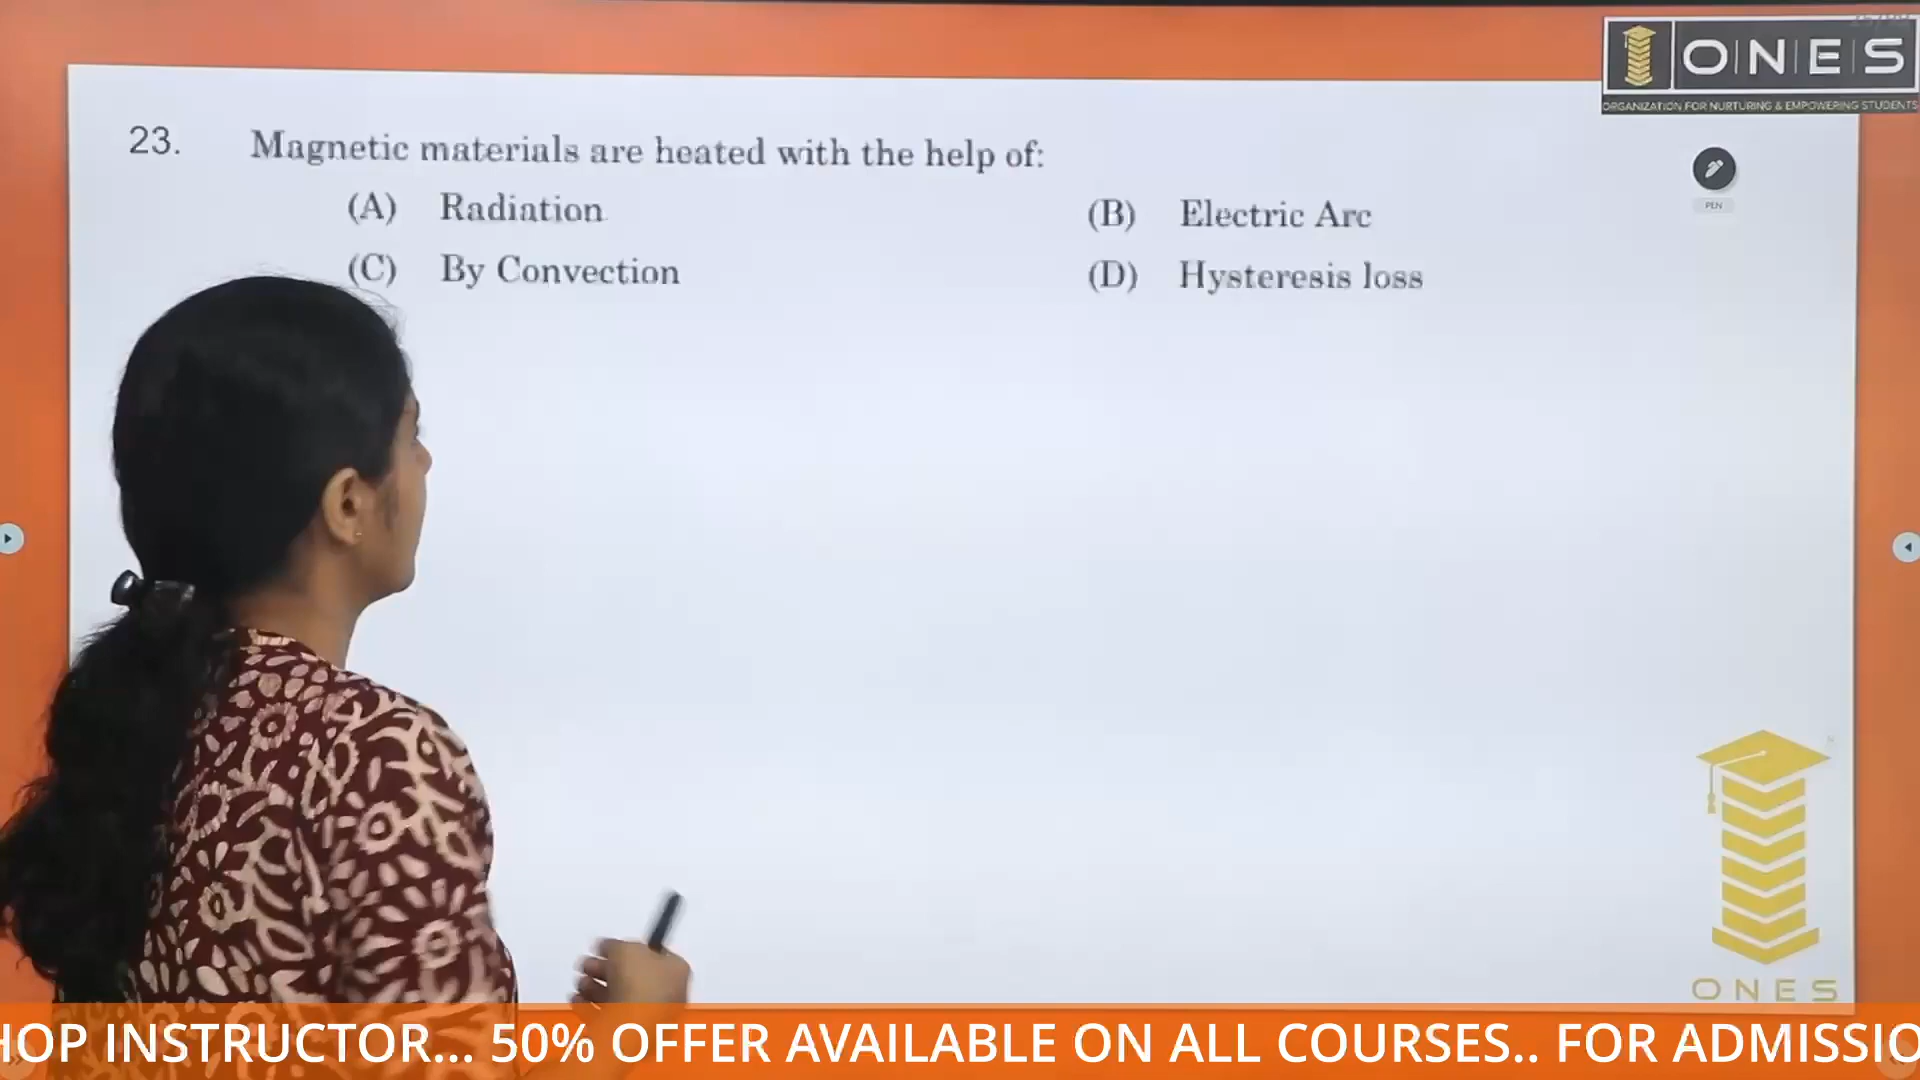 O|N|E|S
ORGANIZATION FOR NURTURING & EMPOWERING STUDENTS
23. Magnetic materials are heated with the help of:
PEN
(A) Radiation (B) Electric Arc
(C) By Convection (D) Hysteresis loss
ONES
HOP INSTRUCTOR... 50% OFFER AVAILABLE ON ALL COURSES.. FOR ADMISSIO